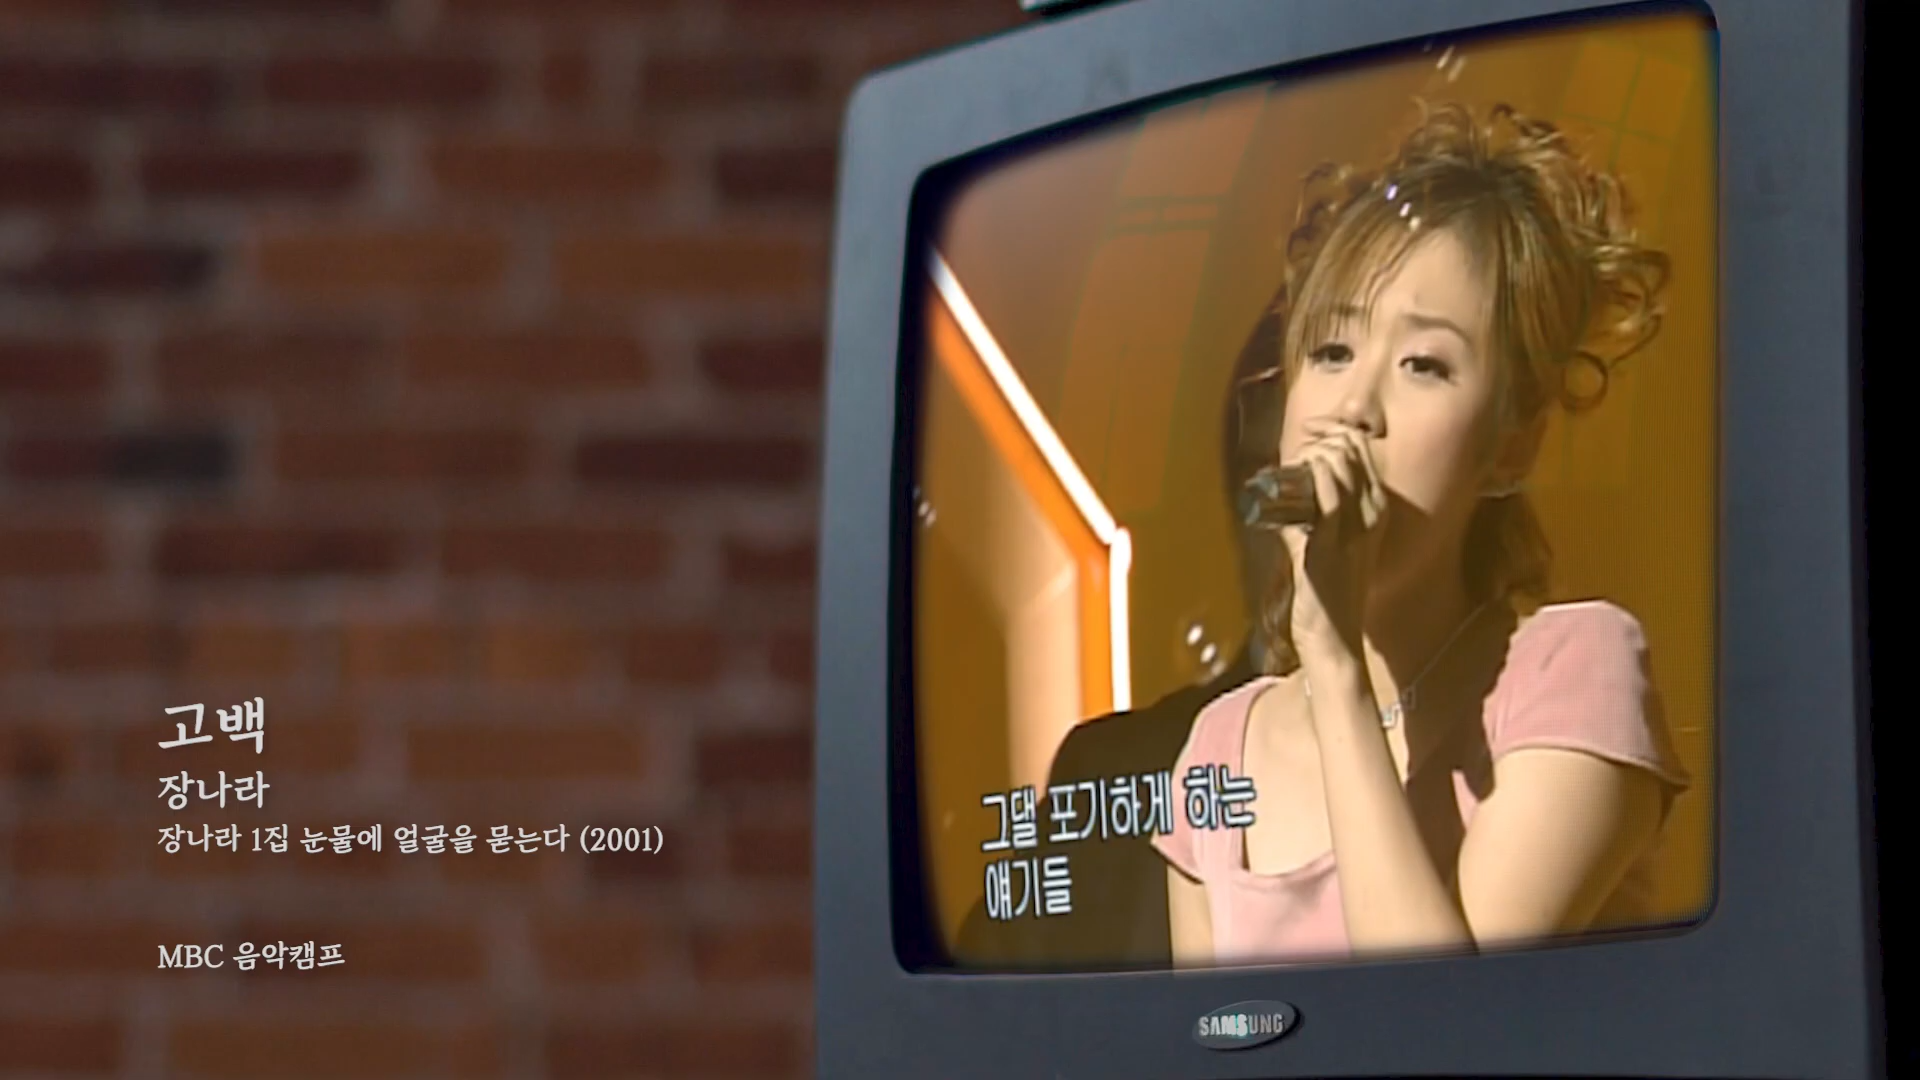 고백
장나라
장나라 1집 눈물에 얼굴을 묻는다 (2001)
MBC 음악캠프
그댈 포기하게 하는
얘기들
SAMSUNG